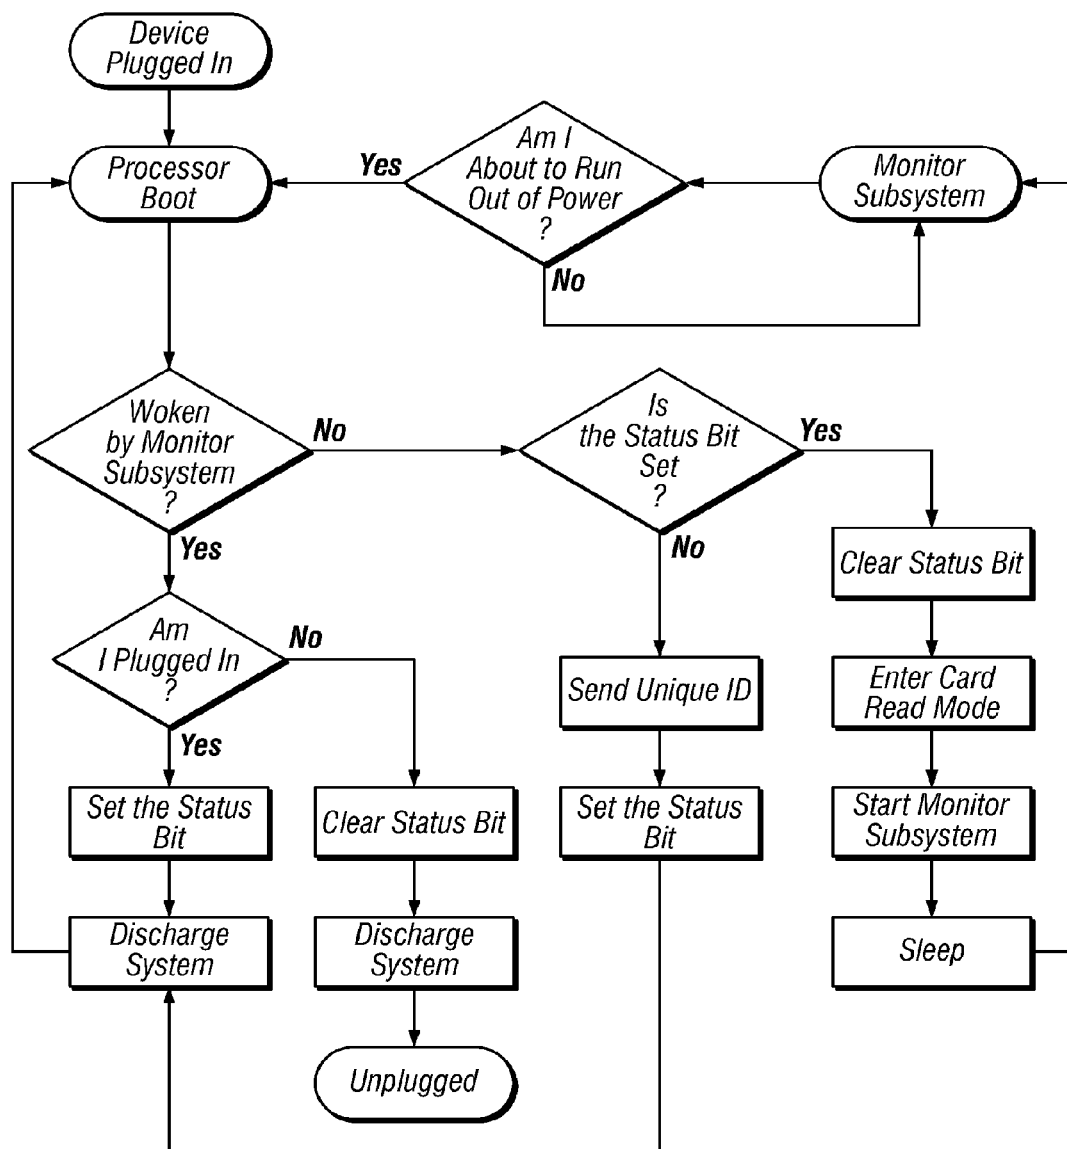 Device
Plugged In
Processor
Boot
Yes
Am I
About to Run
Out of Power
?
No
Monitor
Subsystem
Woken
by Monitor
Subsystem
?
No
Yes
Is
the Status Bit
Set
?
Yes
No
Clear Status Bit
Am
I Plugged In
?
No
Yes
Send Unique ID
Enter Card
Read Mode
Set the Status
Bit
Clear Status Bit
Set the Status
Bit
Start Monitor
Subsystem
Discharge
System
Discharge
System
Sleep
Unplugged